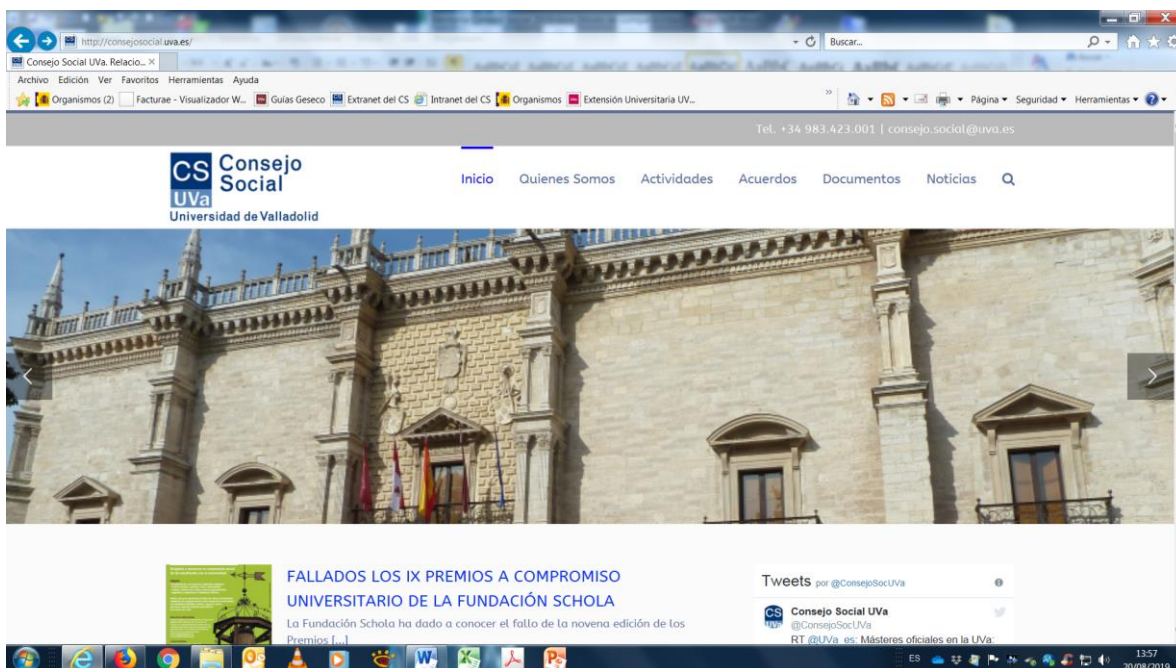 http://consejosocial.uva.es/
Buscar...
Consejo Social UVa. Relacio...
Archivo Edición Ver Favoritos Herramientas Ayuda
Organismos (2) Facturae - Visualizador W... Guías Geseco Extranet del CS Intranet del CS Organismos Extensión Universitaria UV... » Página Seguridad Herramientas
Tel. +34 983.423.001 | consejo.social@uva.es
CS UVa Consejo Social
Universidad de Valladolid
Inicio Quienes Somos Actividades Acuerdos Documentos Noticias
FALLADOS LOS IX PREMIOS A COMPROMISO
UNIVERSITARIO DE LA FUNDACIÓN SCHOLA
La Fundación Schola ha dado a conocer el fallo de la novena edición de los
Premios [...]
Tweets por @ConsejoSocUVa
CS UVa
Consejo Social UVa
@ConsejoSocUVa
RT @UVa_es: Másteres oficiales en la UVa:
ES
13:57
20/08/2019